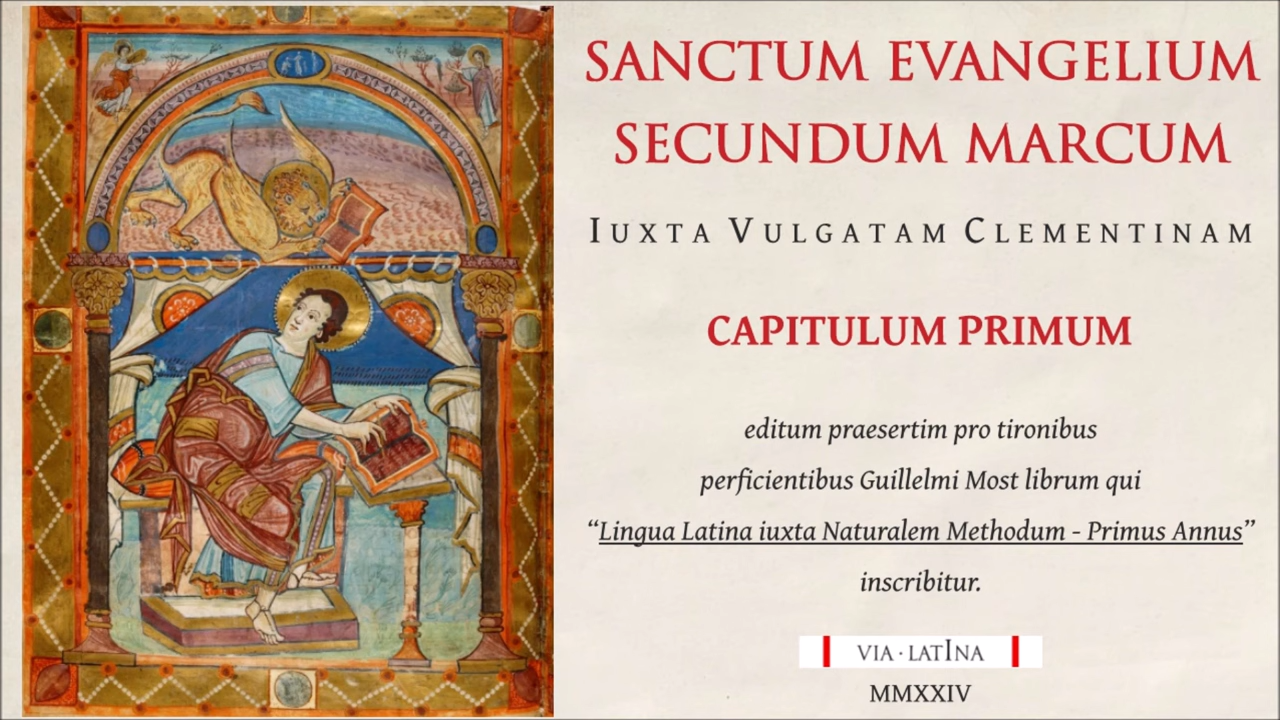 SANCTUM EVANGELIUM
SECUNDUM MARCUM
IUXTA VULGATAM CLEMENTINAM
CAPITULUM PRIMUM
editum praesertim pro tironibus
perficientibus Guillelmi Most librum qui
“Lingua Latina iuxta Naturalem Methodum - Primus Annus”
inscribitur.
VIA·LATINA
MMXXIV